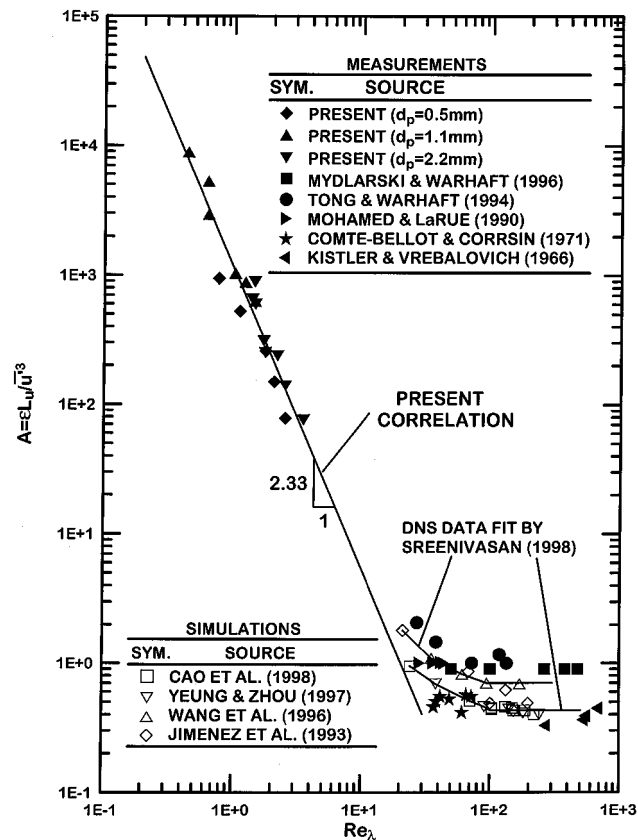 1E+5
1E+4
1E+3
1E+2
1E+1
1E+0
1E-1
A=εLᵤ/u̅'³
MEASUREMENTS
SYM. SOURCE
◆ PRESENT (dₚ=0.5mm)
▲ PRESENT (dₚ=1.1mm)
▼ PRESENT (dₚ=2.2mm)
■ MYDLARSKI & WARHAFT (1996)
● TONG & WARHAFT (1994)
▶ MOHAMED & LaRUE (1990)
★ COMTE-BELLOT & CORRSIN (1971)
◀ KISTLER & VREBALOVICH (1966)
PRESENT
CORRELATION
2.33
1
DNS DATA FIT BY
SREENIVASAN (1998)
SIMULATIONS
SYM. SOURCE
□ CAO ET AL. (1998)
▽ YEUNG & ZHOU (1997)
△ WANG ET AL. (1996)
◇ JIMENEZ ET AL. (1993)
1E-1 1E+0 1E+1 1E+2 1E+3
Re_λ